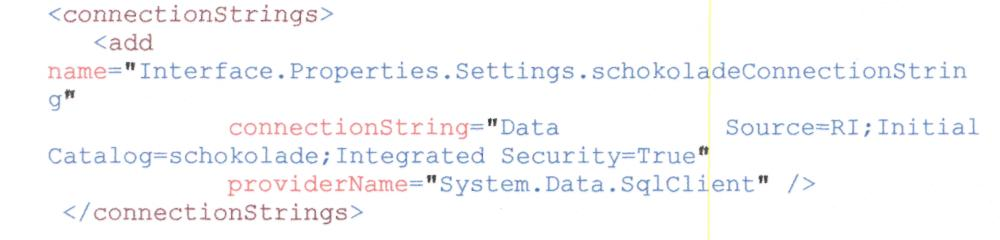 <connectionStrings>
<add
name="Interface.Properties.Settings.schokoladeConnectionStrin
g"
connectionString="Data Source=RI;Initial
Catalog=schokolade;Integrated Security=True"
providerName="System.Data.SqlClient" />
</connectionStrings>